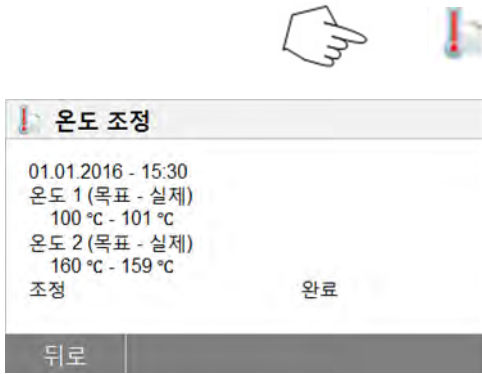 온도 조정
01.01.2016 - 15:30
온도 1 (목표 - 실제)
100 °C - 101 °C
온도 2 (목표 - 실제)
160 °C - 159 °C
조정 완료
뒤로